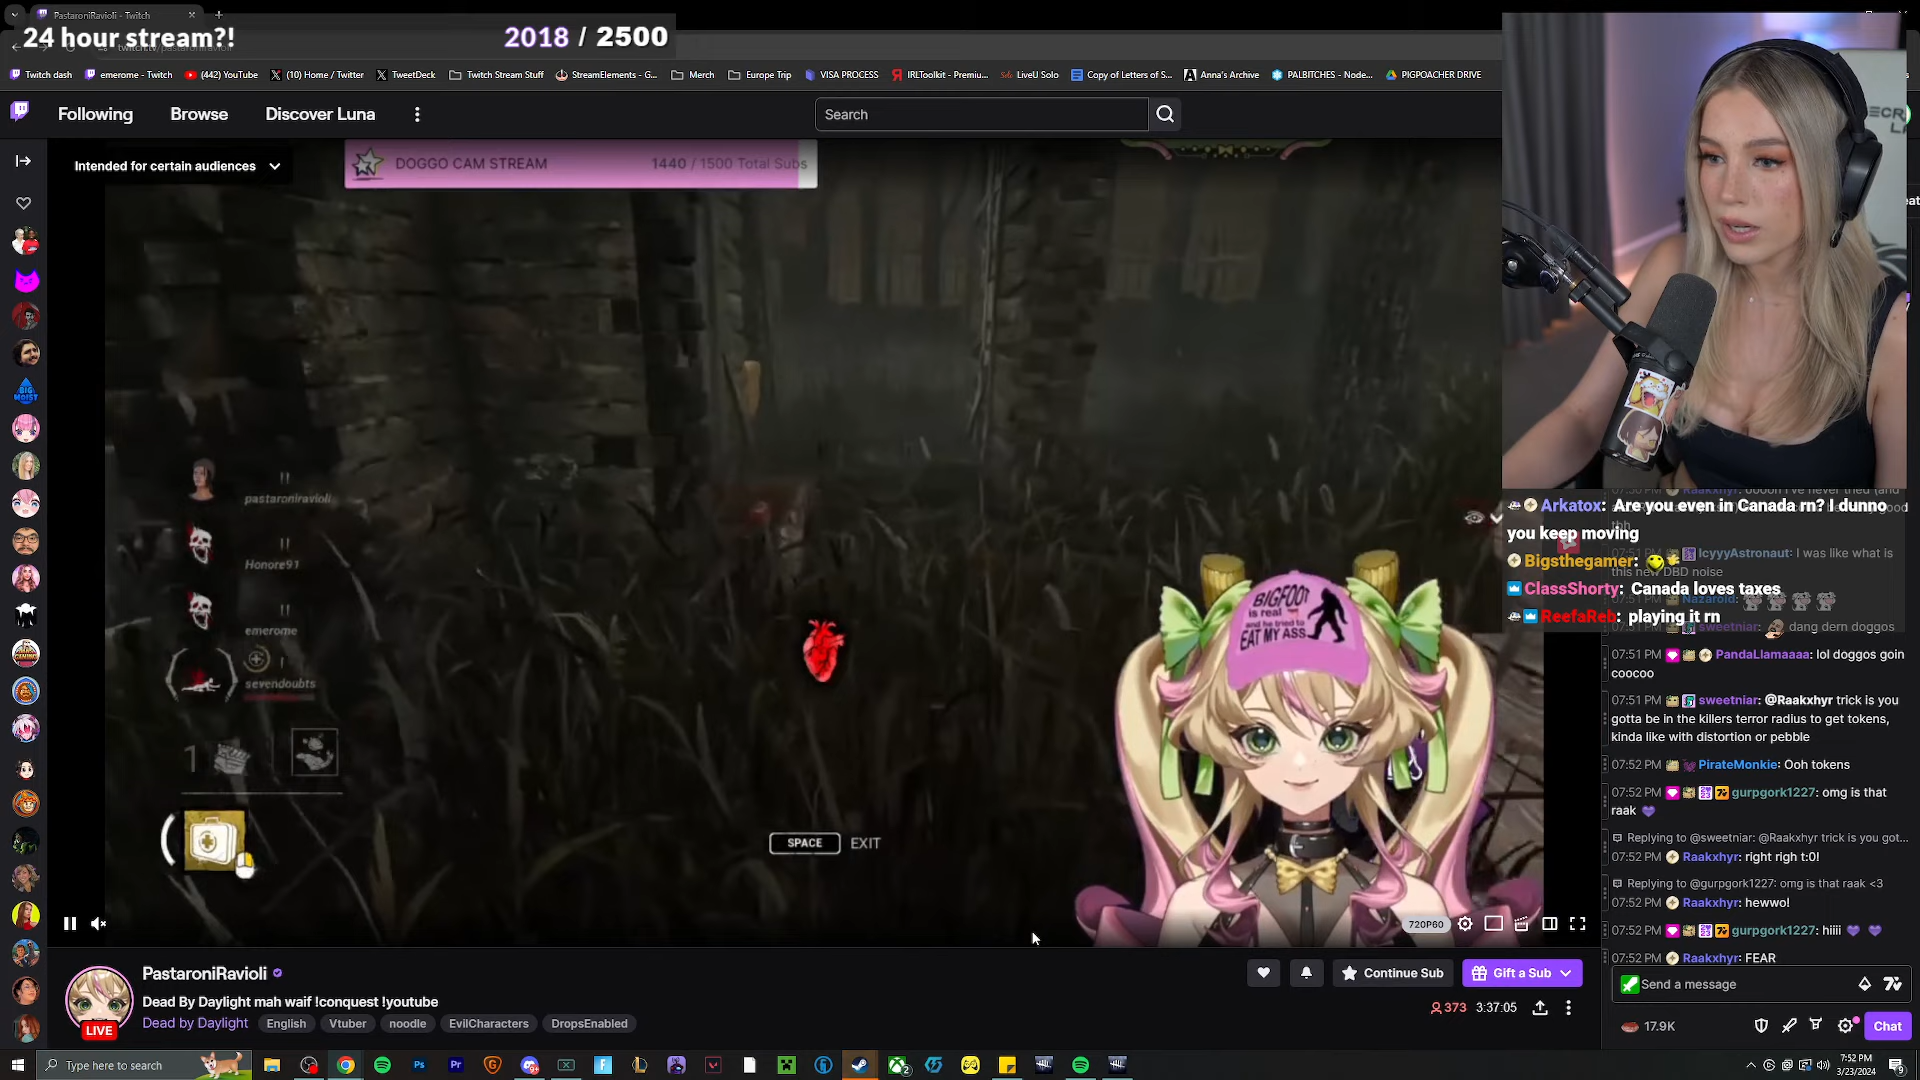 PastaroniRavioli - Twitch
24 hour stream?! 2018 / 2500
Twitch dash emerome - Twitch (442) YouTube (10) Home / Twitter TweetDeck Twitch Stream Stuff StreamElements - G... Merch Europe Trip VISA PROCESS IRLToolkit - Premiu... LiveU Solo Copy of Letters of S... Anna's Archive PALBITCHES - Node... PIGPOACHER DRIVE
Following Browse Discover Luna Search
Intended for certain audiences
DOGGO CAM STREAM 1440 / 1500 Total Subs
pastaroniravioli
Honore91
emerome
sevendoubts
1
SPACE EXIT
BIGFOOT
is real
and he tried to
EAT MY ASS
720P60
PastaroniRavioli
Dead By Daylight mah waif !conquest !youtube
Dead by Daylight English Vtuber noodle EvilCharacters DropsEnabled
LIVE
Continue Sub Gift a Sub
373 3:37:05
Arkatox: Are you even in Canada rn? I dunno
you keep moving
Bigsthegamer:
ClassShorty: Canada loves taxes
ReefaReb: playing it rn
IcyyyAstronaut: I was like what is
this new DBD noise
07:51 PM Nazaroid:
sweetniar: dang dern doggos
07:51 PM PandaLlamaaaa: lol doggos goin
coocoo
07:51 PM sweetniar: @Raakxhyr trick is you
gotta be in the killers terror radius to get tokens,
kinda like with distortion or pebble
07:52 PM PirateMonkie: Ooh tokens
07:52 PM gurpgork1227: omg is that
raak
Replying to @sweetniar: @Raakxhyr trick is you got...
07:52 PM Raakxhyr: right righ t:0!
Replying to @gurpgork1227: omg is that raak <3
07:52 PM Raakxhyr: hewwo!
07:52 PM gurpgork1227: hiiii
07:52 PM Raakxhyr: FEAR
Send a message
17.9K Chat
Type here to search
7:52 PM
3/23/2024